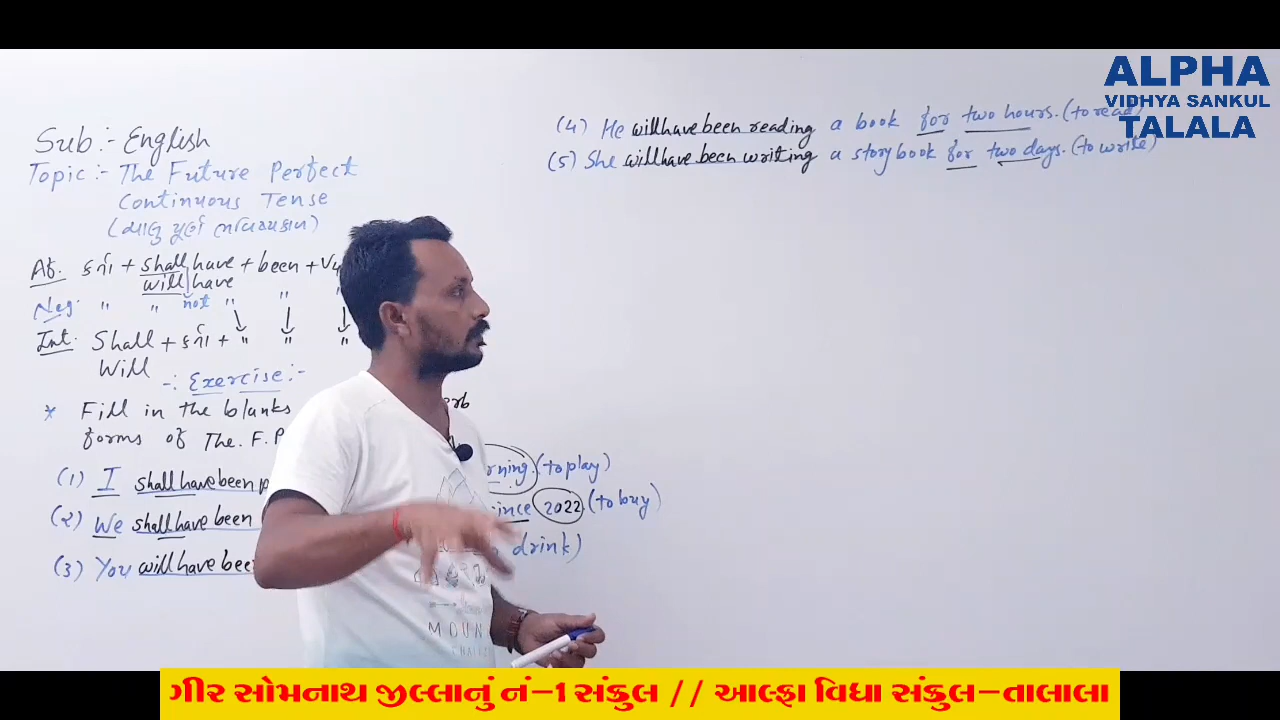 ALPHA
VIDHYA SANKUL
TALALA
Sub :- English
Topic :- The Future Perfect
Continuous Tense
(ચાલુ પૂર્ણ ભવિષ્યકાળ)
Af. કર્તા + shall have + been + V4
will have
Neg. " " not " "
Int. Shall + કર્તા + " " "
Will
-: Exercise :-
* Fill in the blanks
forms of The. F.P
(1) I shall have been rning. (to play)
(2) We shall have been since 2022 (to buy)
(3) You will have been drink)
(4) He will have been reading a book for two hours. (to read)
(5) She will have been writing a story book for two days. (to write)
MOUN
ગીર સોમનાથ જીલ્લાનું નં-1 સંકુલ // આલ્ફા વિધા સંકુલ-તાલાલા